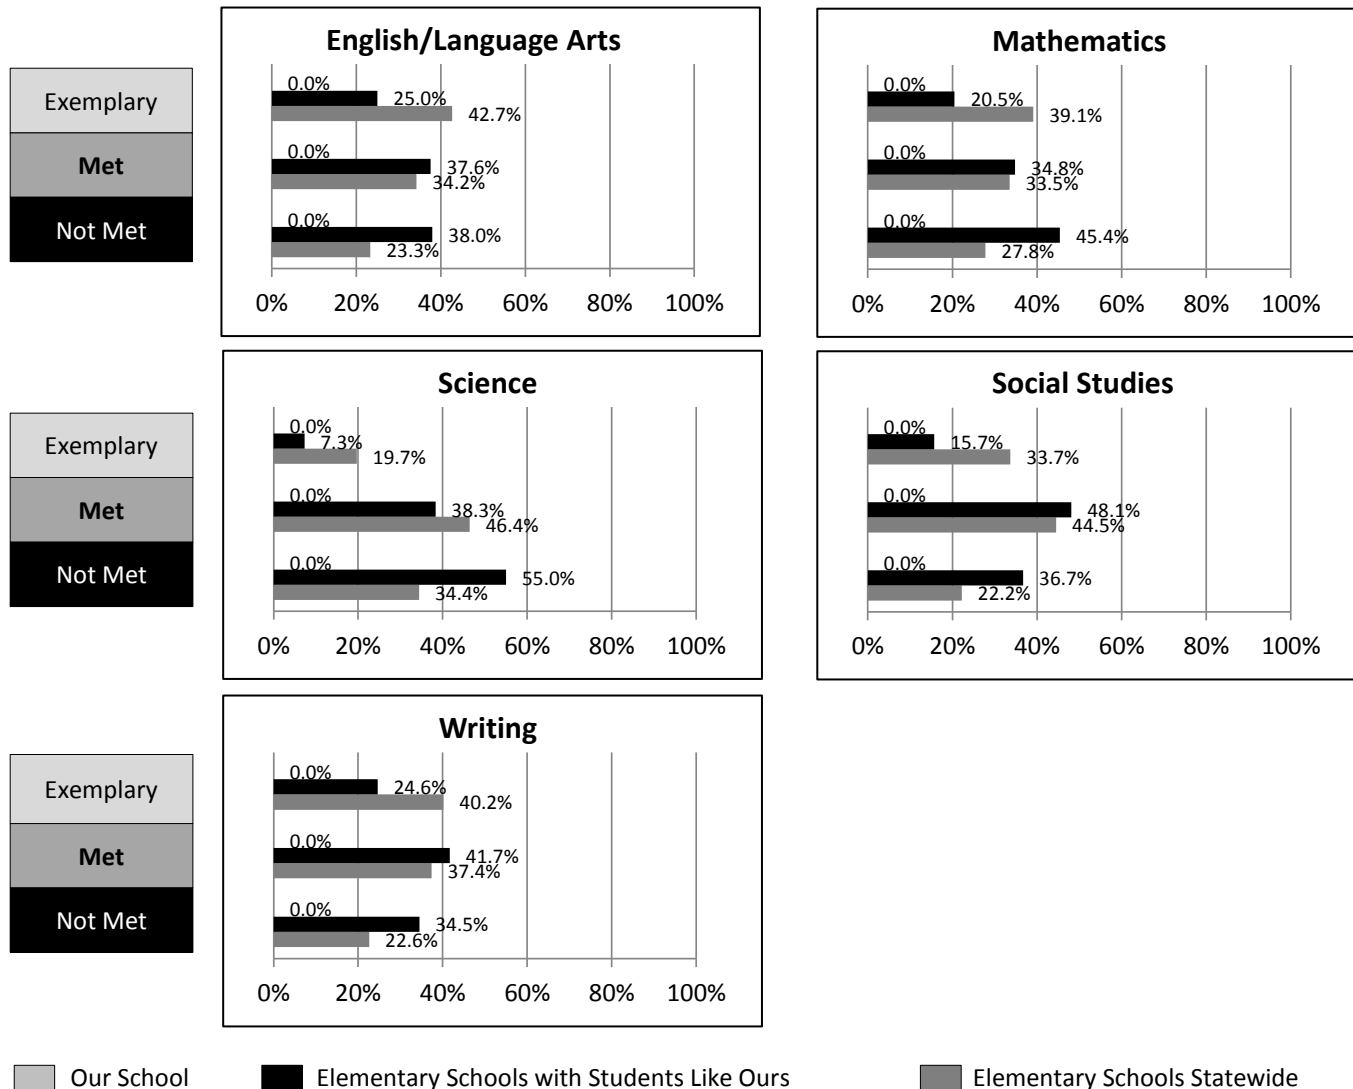 English/Language Arts
Exemplary
Met
Not Met
0.0%
25.0%
42.7%
0.0%
37.6%
34.2%
0.0%
38.0%
23.3%
0% 20% 40% 60% 80% 100%
Mathematics
0.0%
20.5%
39.1%
0.0%
34.8%
33.5%
0.0%
45.4%
27.8%
0% 20% 40% 60% 80% 100%
Science
Exemplary
Met
Not Met
0.0%
7.3%
19.7%
0.0%
38.3%
46.4%
0.0%
55.0%
34.4%
0% 20% 40% 60% 80% 100%
Social Studies
0.0%
15.7%
33.7%
0.0%
48.1%
44.5%
0.0%
36.7%
22.2%
0% 20% 40% 60% 80% 100%
Writing
Exemplary
Met
Not Met
0.0%
24.6%
40.2%
0.0%
41.7%
37.4%
0.0%
34.5%
22.6%
0% 20% 40% 60% 80% 100%
Our School
Elementary Schools with Students Like Ours
Elementary Schools Statewide